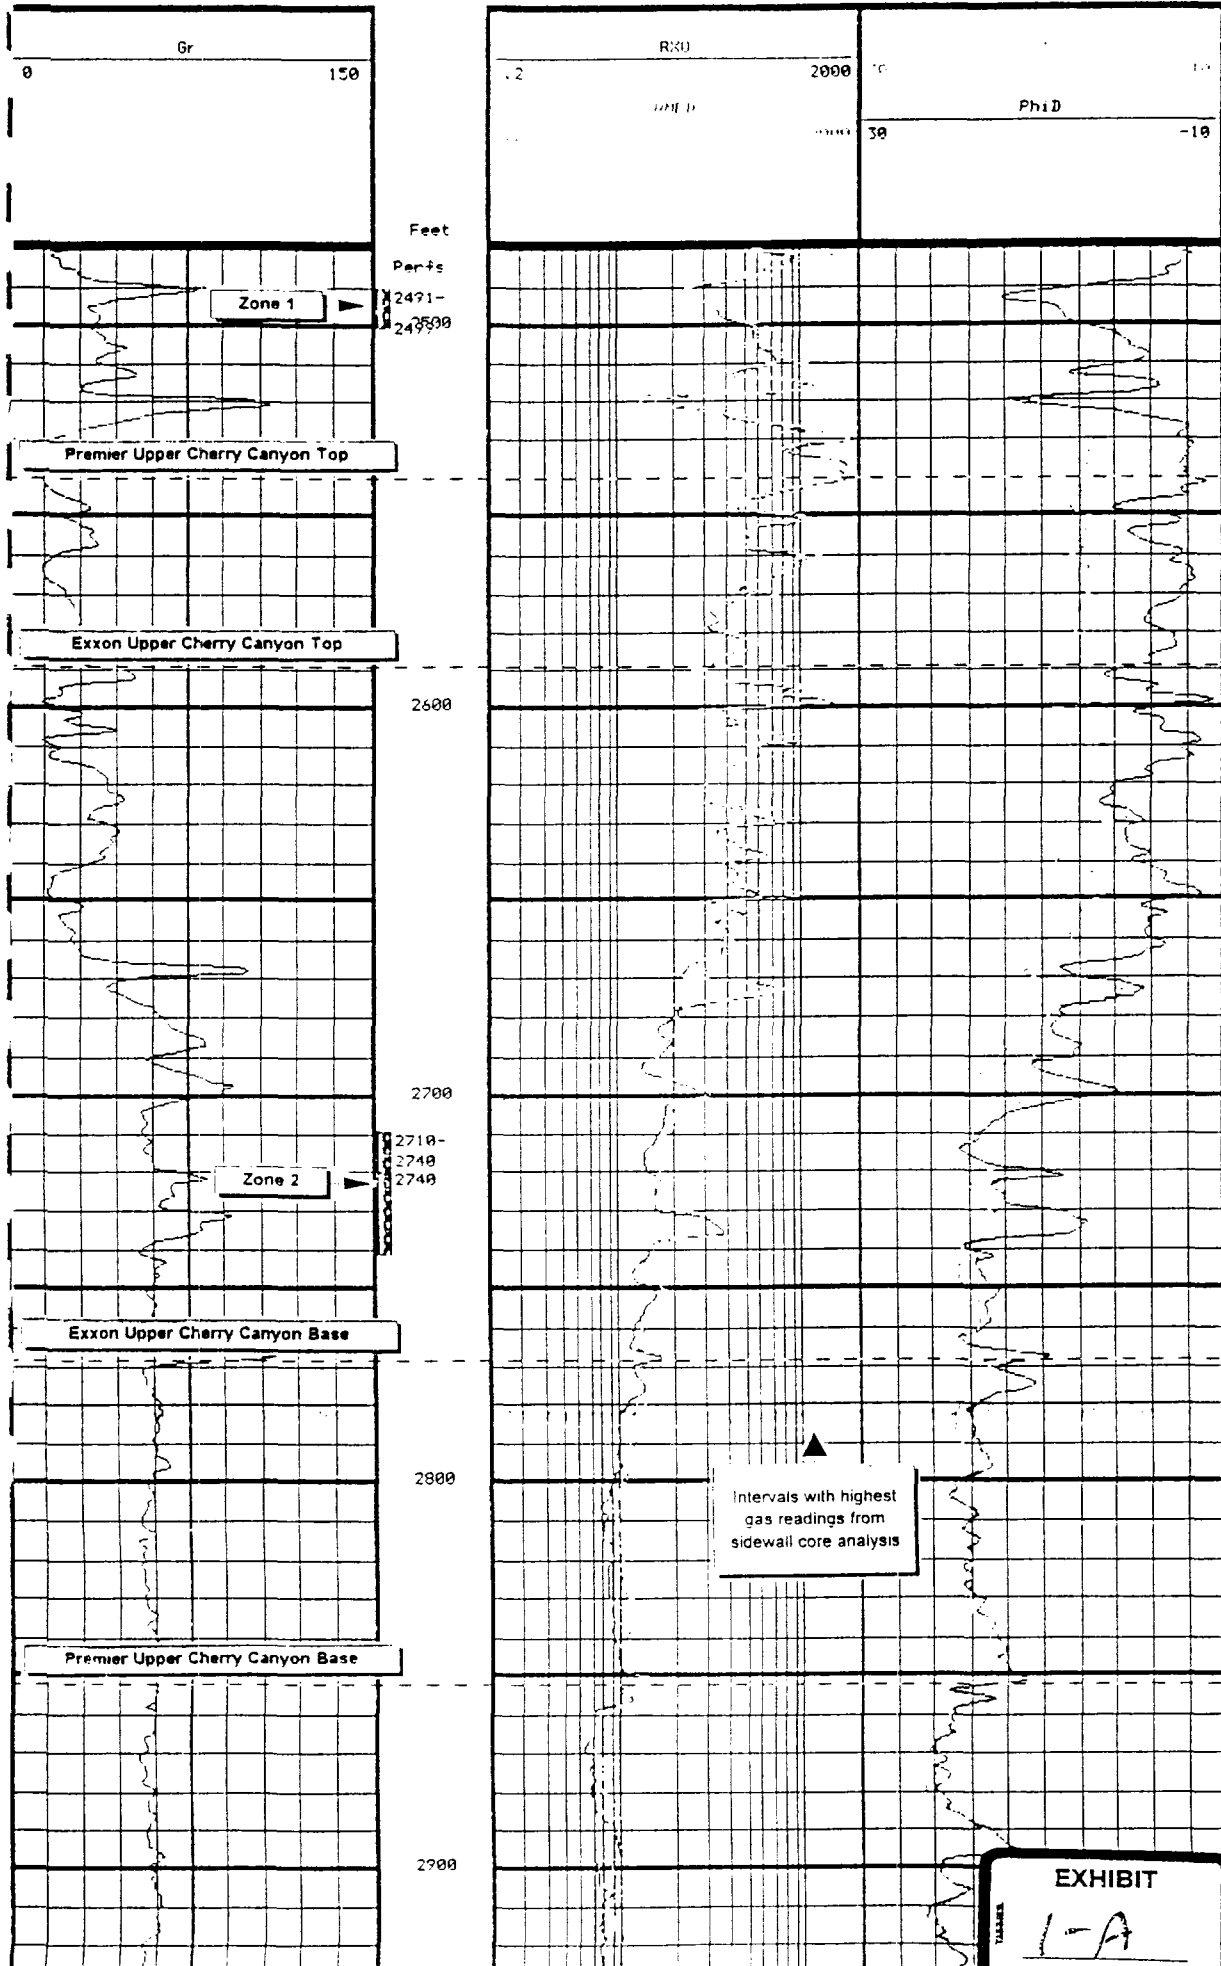 Gr
0 150
RXO
.2 2000
PhiD
30 -10
Feet
Perfs
Zone 1
2491-
2500
Premier Upper Cherry Canyon Top
Exxon Upper Cherry Canyon Top
2600
2700
2710-
2740
2740
Zone 2
Exxon Upper Cherry Canyon Base
2800
Intervals with highest
gas readings from
sidewall core analysis
Premier Upper Cherry Canyon Base
2900
EXHIBIT
1-A